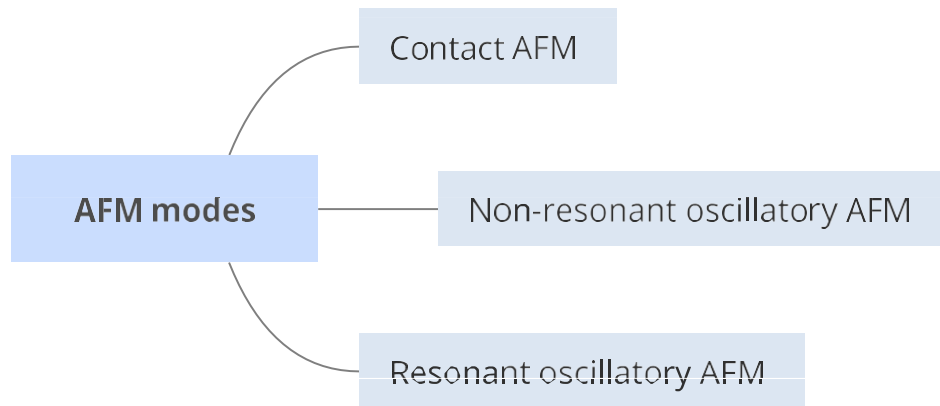 Contact AFM
AFM modes
Non-resonant oscillatory AFM
Resonant oscillatory AFM